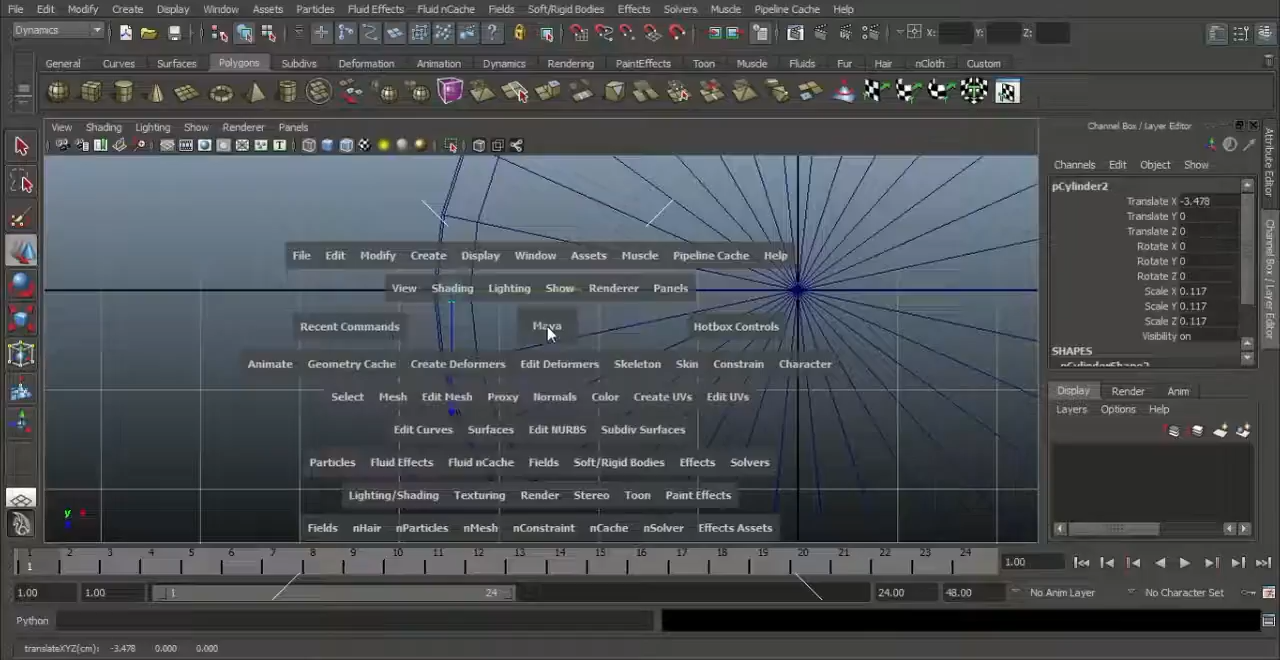 File Edit Modify Create Display Window Assets Particles Fluid Effects Fluid nCache Fields Soft/Rigid Bodies Effects Solvers Muscle Pipeline Cache Help
Dynamics X: Y: Z:
General Curves Surfaces Polygons Subdivs Deformation Animation Dynamics Rendering PaintEffects Toon Muscle Fluids Fur Hair nCloth Custom
View Shading Lighting Show Renderer Panels
Channel Box / Layer Editor
Channels Edit Object Show
pCylinder2
Translate X -3.478
Translate Y 0
Translate Z 0
Rotate X 0
Rotate Y 0
Rotate Z 0
Scale X 0.117
Scale Y 0.117
Scale Z 0.117
Visibility on
SHAPES
pCylinderShape2
Attribute Editor
Channel Box / Layer Editor
File Edit Modify Create Display Window Assets Muscle Pipeline Cache Help
View Shading Lighting Show Renderer Panels
Recent Commands Maya Hotbox Controls
Animate Geometry Cache Create Deformers Edit Deformers Skeleton Skin Constrain Character
Select Mesh Edit Mesh Proxy Normals Color Create UVs Edit UVs
Edit Curves Surfaces Edit NURBS Subdiv Surfaces
Particles Fluid Effects Fluid nCache Fields Soft/Rigid Bodies Effects Solvers
Lighting/Shading Texturing Render Stereo Toon Paint Effects
Fields nHair nParticles nMesh nConstraint nCache nSolver Effects Assets
Display Render Anim
Layers Options Help
y x
1 2 3 4 5 6 7 8 9 10 11 12 13 14 15 16 17 18 19 20 21 22 23 24
1 1.00
1.00 1.00 1 24 24.00 48.00 No Anim Layer No Character Set
Python
translateXYZ(cm): -3.478 0.000 0.000